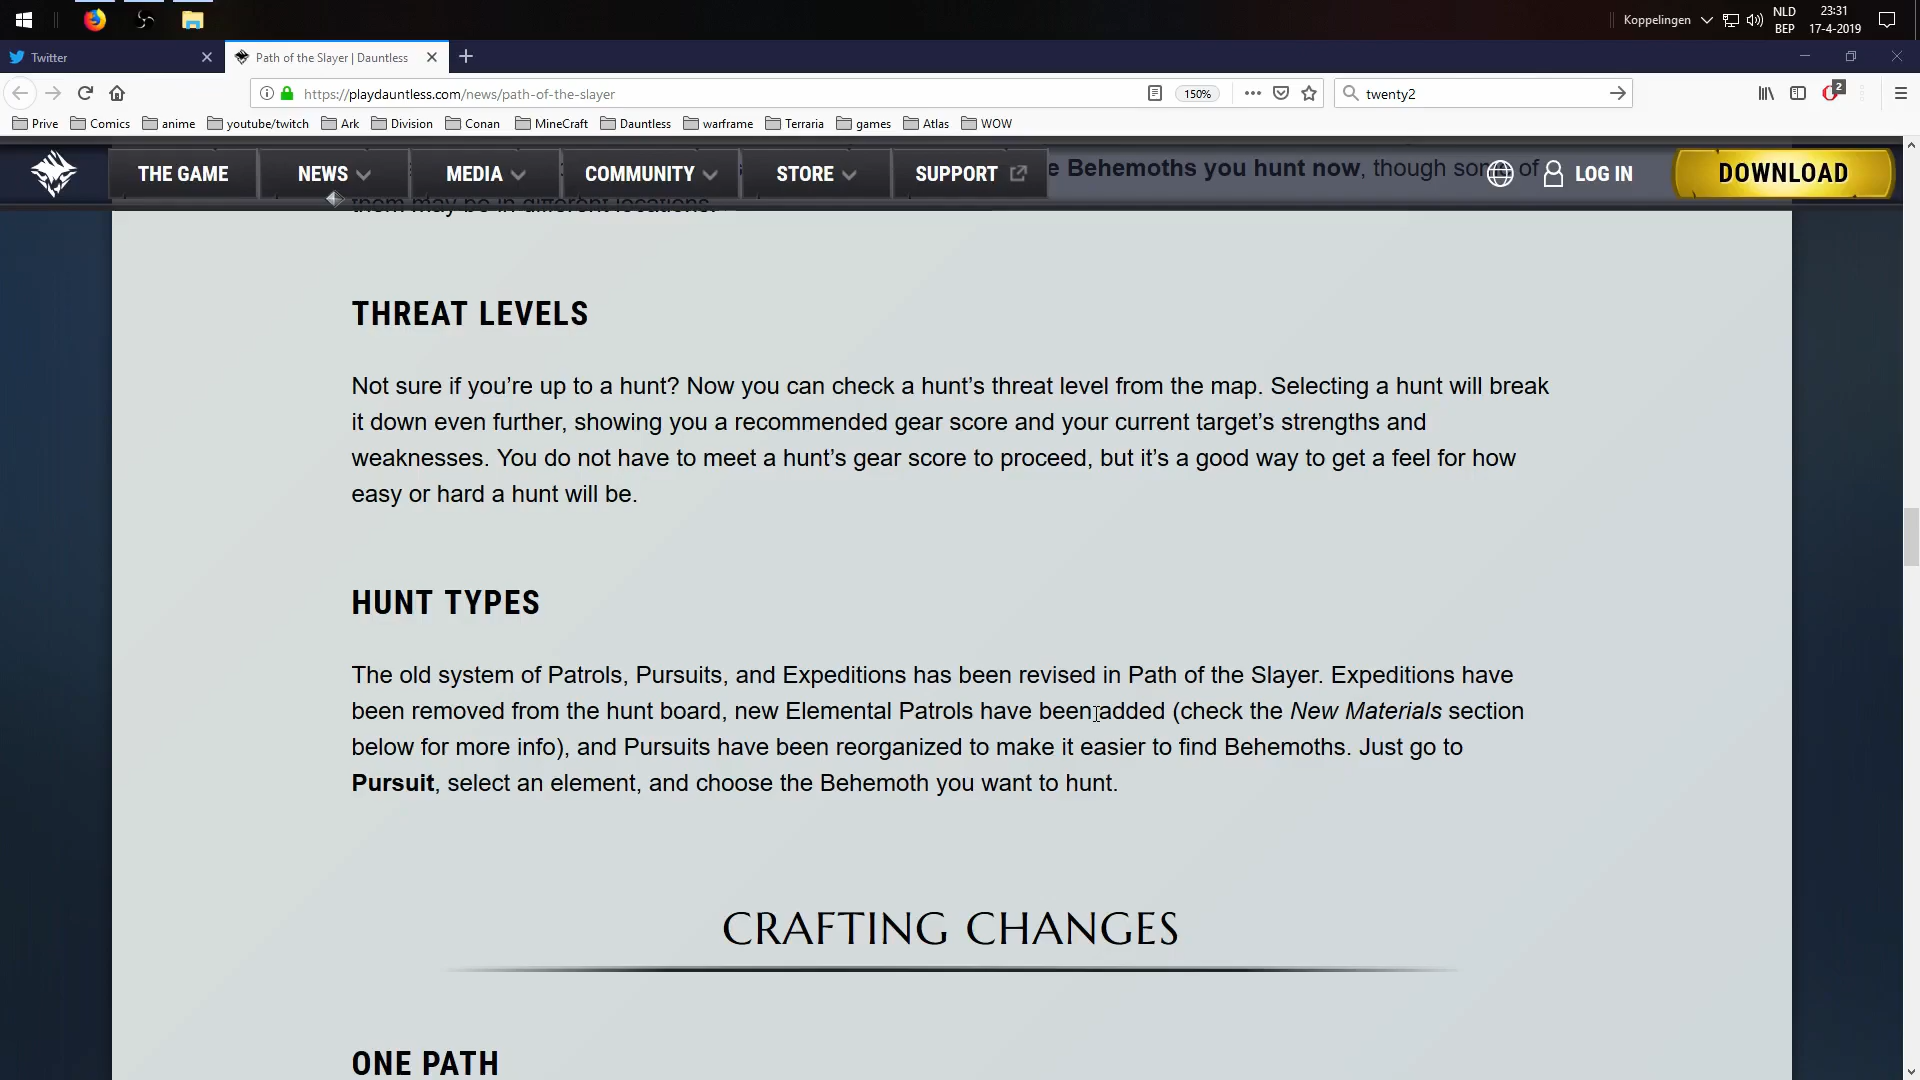 Koppelingen
NLD
BEP
23:31
17-4-2019
Twitter
Path of the Slayer | Dauntless
https://playdauntless.com/news/path-of-the-slayer
150%
twenty2
2
Prive
Comics
anime
youtube/twitch
Ark
Division
Conan
MineCraft
Dauntless
warframe
Terraria
games
Atlas
WOW
THE GAME
NEWS
MEDIA
COMMUNITY
STORE
SUPPORT
e Behemoths you hunt now, though some of
LOG IN
DOWNLOAD
them may be in different locations.
THREAT LEVELS
Not sure if you’re up to a hunt? Now you can check a hunt’s threat level from the map. Selecting a hunt will break
it down even further, showing you a recommended gear score and your current target’s strengths and
weaknesses. You do not have to meet a hunt’s gear score to proceed, but it’s a good way to get a feel for how
easy or hard a hunt will be.
HUNT TYPES
The old system of Patrols, Pursuits, and Expeditions has been revised in Path of the Slayer. Expeditions have
been removed from the hunt board, new Elemental Patrols have been added (check the New Materials section
below for more info), and Pursuits have been reorganized to make it easier to find Behemoths. Just go to
Pursuit, select an element, and choose the Behemoth you want to hunt.
CRAFTING CHANGES
ONE PATH